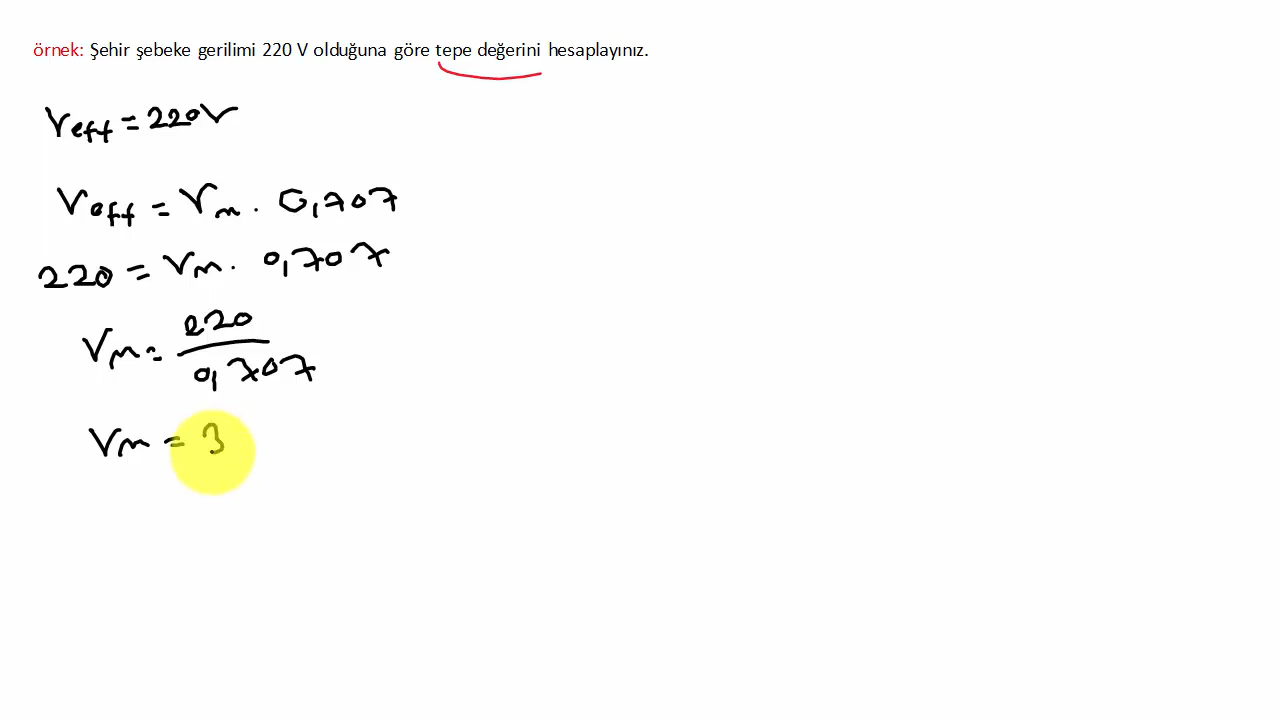 örnek: Şehir şebeke gerilimi 220 V olduğuna göre tepe değerini hesaplayınız.
Veff = 220V
Veff = Vm . 0,707
220 = Vm . 0,707
Vm = 220 / 0,707
Vm = 3